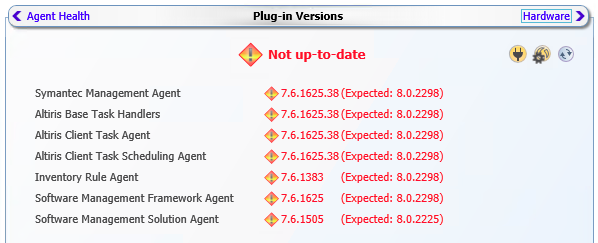 Agent Health Plug-in Versions Hardware
Not up-to-date
Symantec Management Agent 7.6.1625.38 (Expected: 8.0.2298)
Altiris Base Task Handlers 7.6.1625.38 (Expected: 8.0.2298)
Altiris Client Task Agent 7.6.1625.38 (Expected: 8.0.2298)
Altiris Client Task Scheduling Agent 7.6.1625.38 (Expected: 8.0.2298)
Inventory Rule Agent 7.6.1383 (Expected: 8.0.2298)
Software Management Framework Agent 7.6.1625 (Expected: 8.0.2298)
Software Management Solution Agent 7.6.1505 (Expected: 8.0.2225)